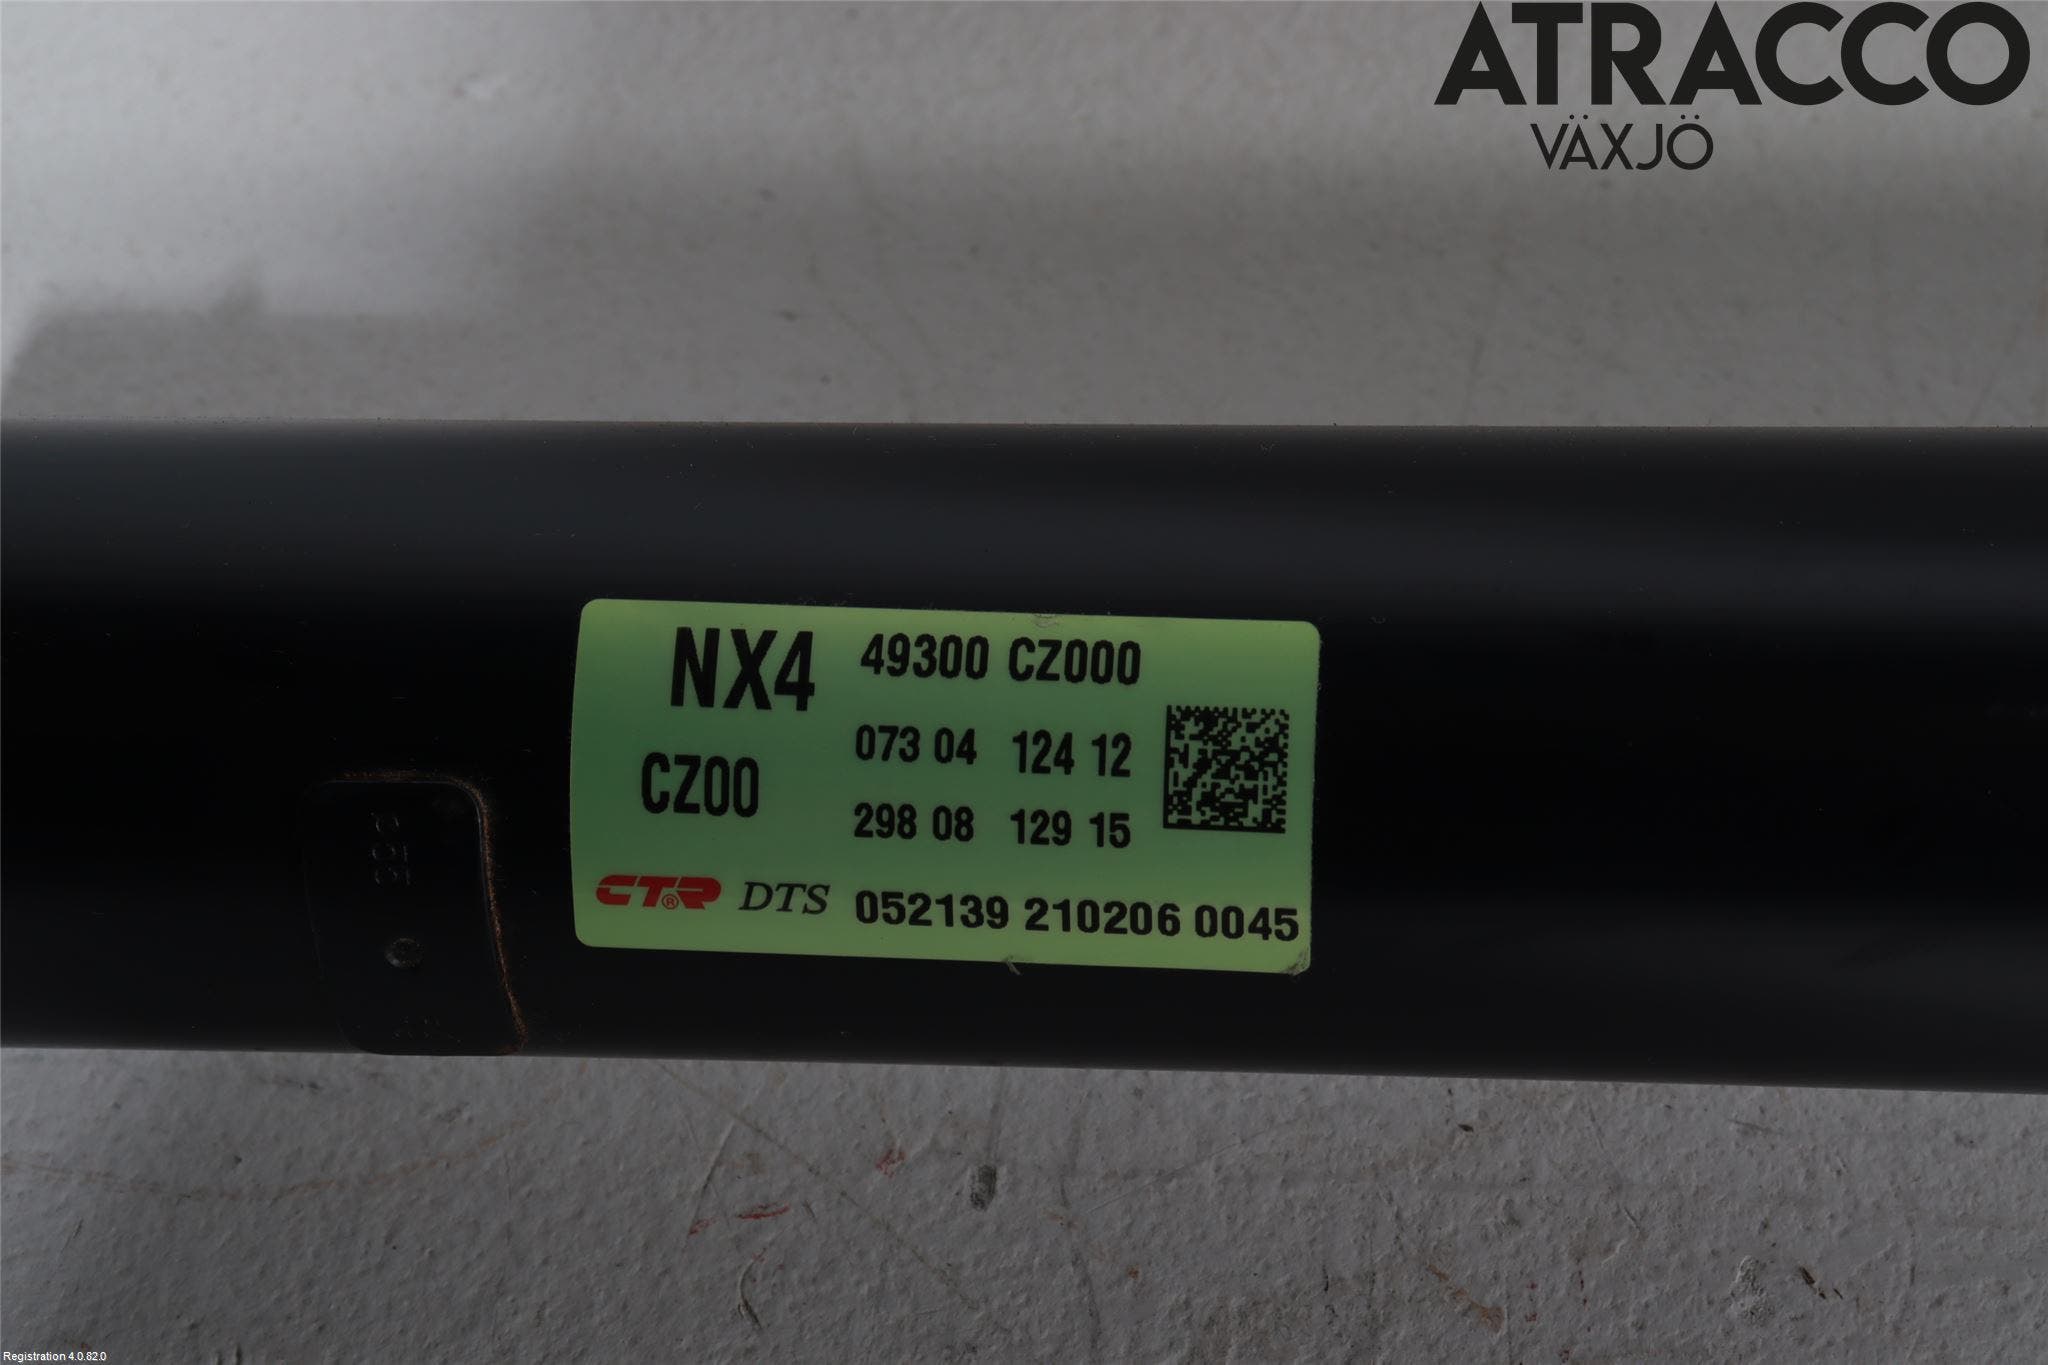 ATRACCO
VÄXJÖ
NX4 49300 CZ000
073 04 124 12
CZ00
298 08 129 15
CTR® DTS 052139 210206 0045
Registration 4.0.82.0